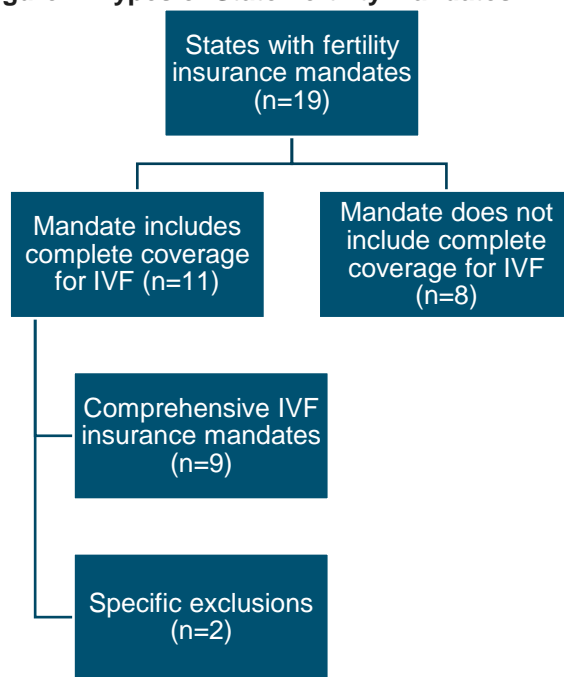 States with fertility
insurance mandates
(n=19)
Mandate includes
complete coverage
for IVF (n=11)
Mandate does not
include complete
coverage for IVF
(n=8)
Comprehensive IVF
insurance mandates
(n=9)
Specific exclusions
(n=2)